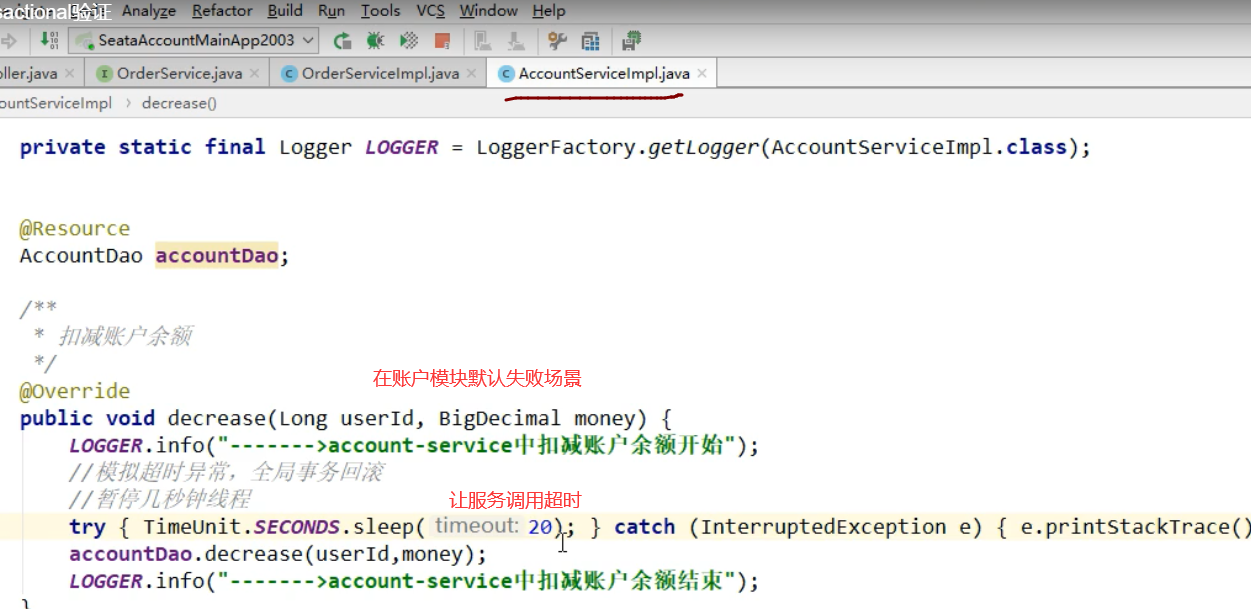 sactional验证
Analyze Refactor Build Run Tools VCS Window Help
SeataAccountMainApp2003
oller.java × OrderService.java × OrderServiceImpl.java × AccountServiceImpl.java ×
ountServiceImpl › decrease()
private static final Logger LOGGER = LoggerFactory.getLogger(AccountServiceImpl.class);
@Resource
AccountDao accountDao;
/**
* 扣减账户余额
*/
@Override
在账户模块默认失败场景
public void decrease(Long userId, BigDecimal money) {
LOGGER.info("------->account-service中扣减账户余额开始");
//模拟超时异常，全局事务回滚
//暂停几秒钟线程
让服务调用超时
try { TimeUnit.SECONDS.sleep( timeout: 20); } catch (InterruptedException e) { e.printStackTrace()
accountDao.decrease(userId,money);
LOGGER.info("------->account-service中扣减账户余额结束");
}